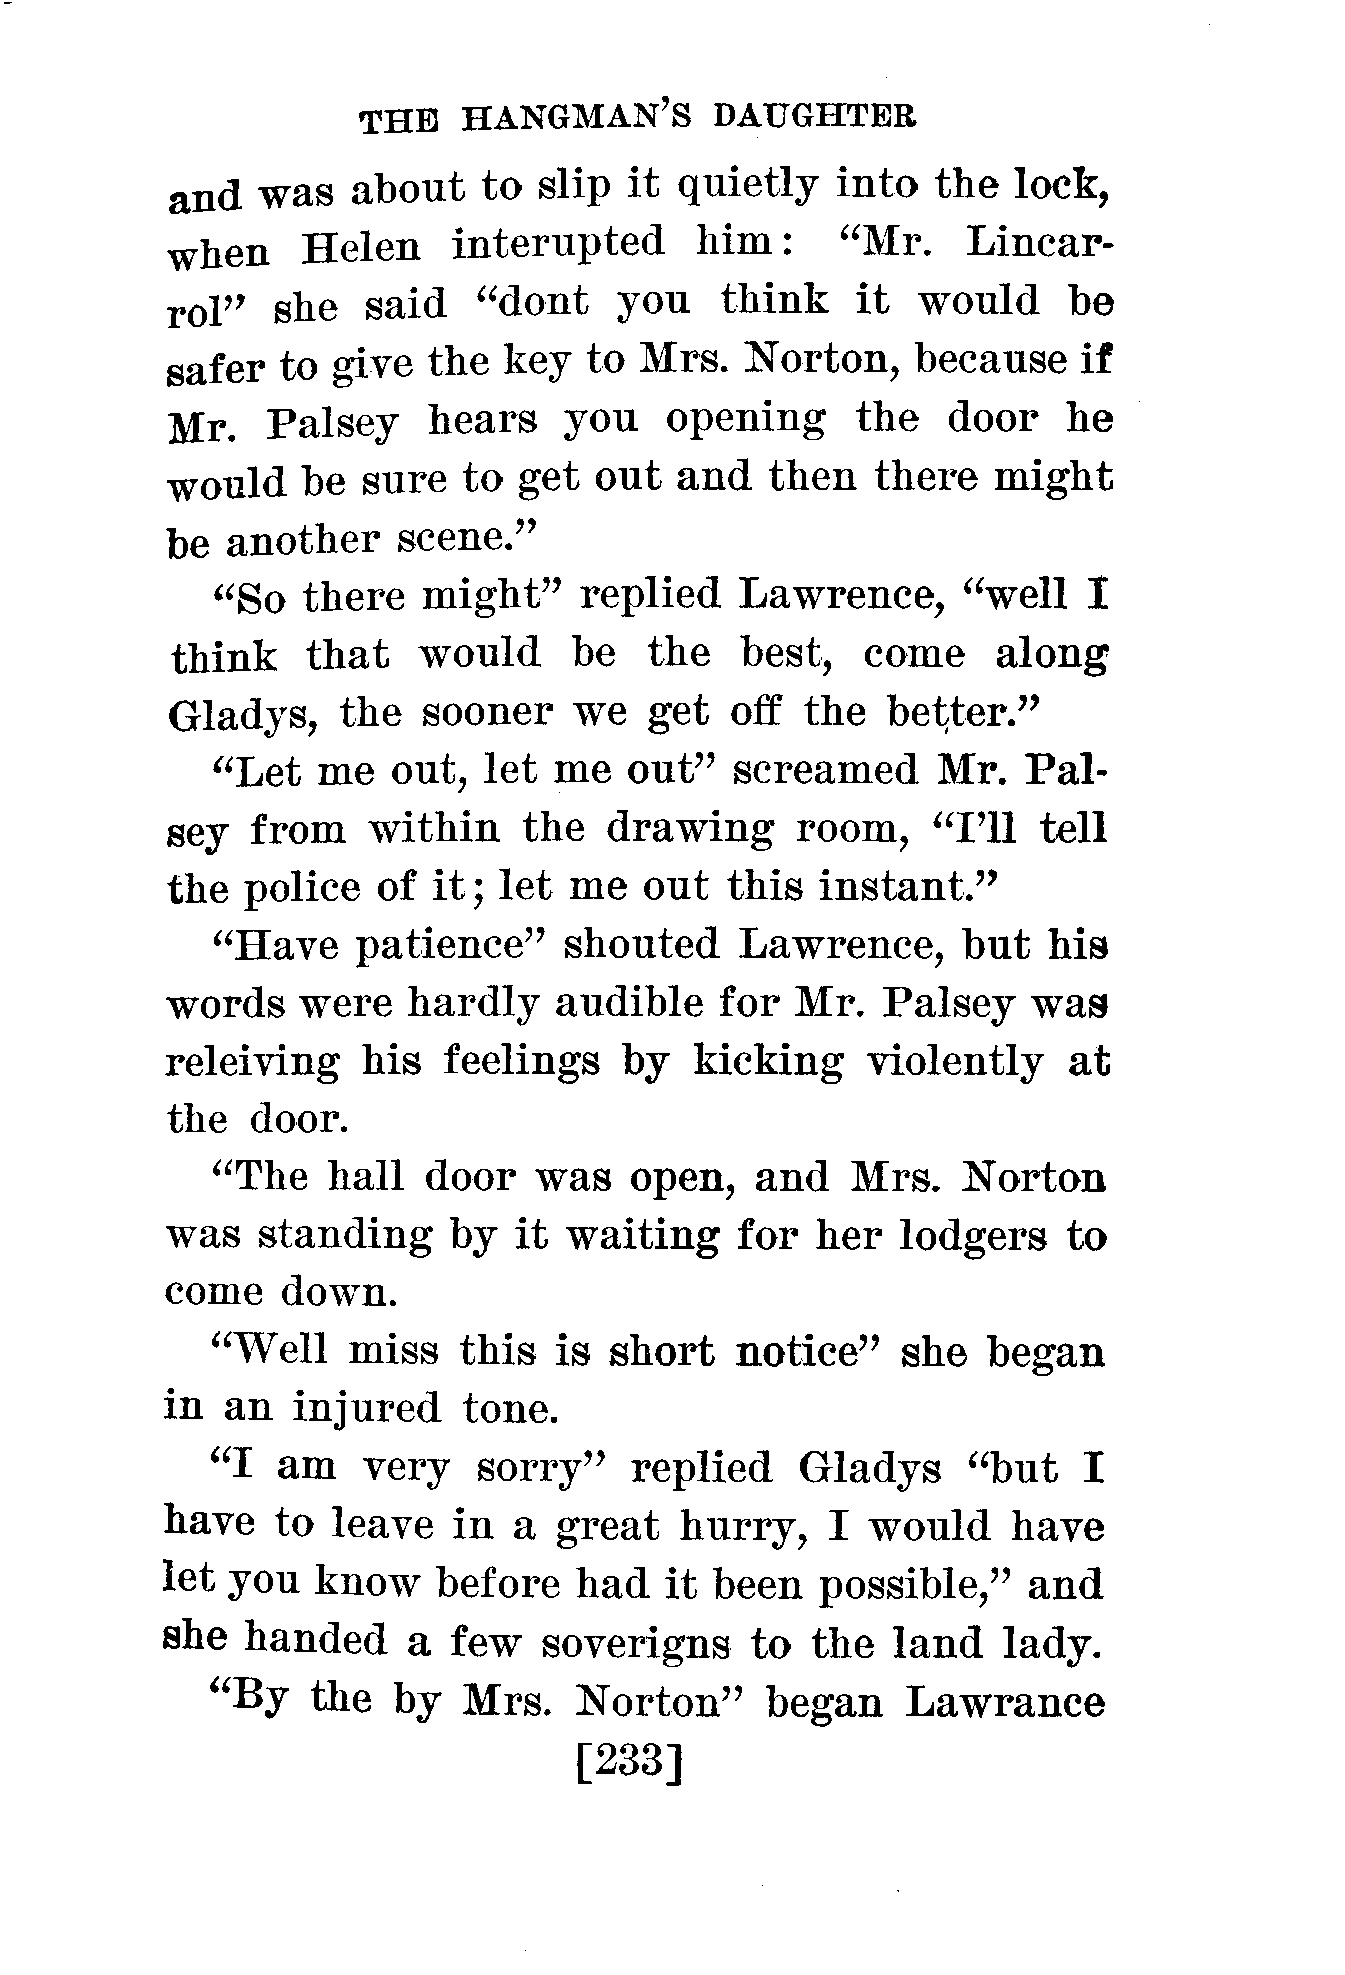 THE HANGMAN'S DAUGHTER
and was about to slip it quietly into the lock,
when Helen interupted him: “Mr. Lincar-
rol” she said “dont you think it would be
safer to give the key to Mrs. Norton, because if
Mr. Palsey hears you opening the door he
would be sure to get out and then there might
be another scene.”
“So there might” replied Lawrence, “well I
think that would be the best, come along
Gladys, the sooner we get off the better.”
“Let me out, let me out” screamed Mr. Pal-
sey from within the drawing room, “I'll tell
the police of it; let me out this instant.”
“Have patience” shouted Lawrence, but his
words were hardly audible for Mr. Palsey was
releiving his feelings by kicking violently at
the door.
“The hall door was open, and Mrs. Norton
was standing by it waiting for her lodgers to
come down.
“Well miss this is short notice” she began
in an injured tone.
“I am very sorry” replied Gladys “but I
have to leave in a great hurry, I would have
let you know before had it been possible,” and
she handed a few soverigns to the land lady.
“By the by Mrs. Norton” began Lawrance
[233]